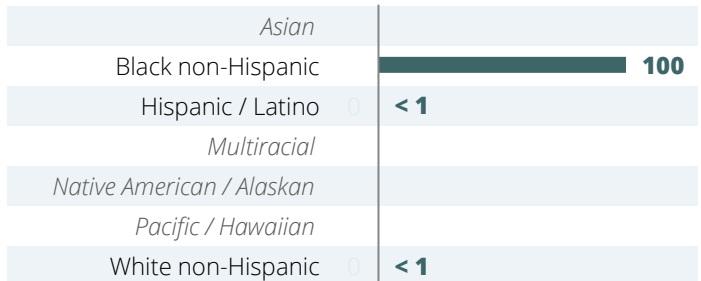 Asian
Black non-Hispanic 100
Hispanic / Latino 0 < 1
Multiracial
Native American / Alaskan
Pacific / Hawaiian
White non-Hispanic 0 < 1